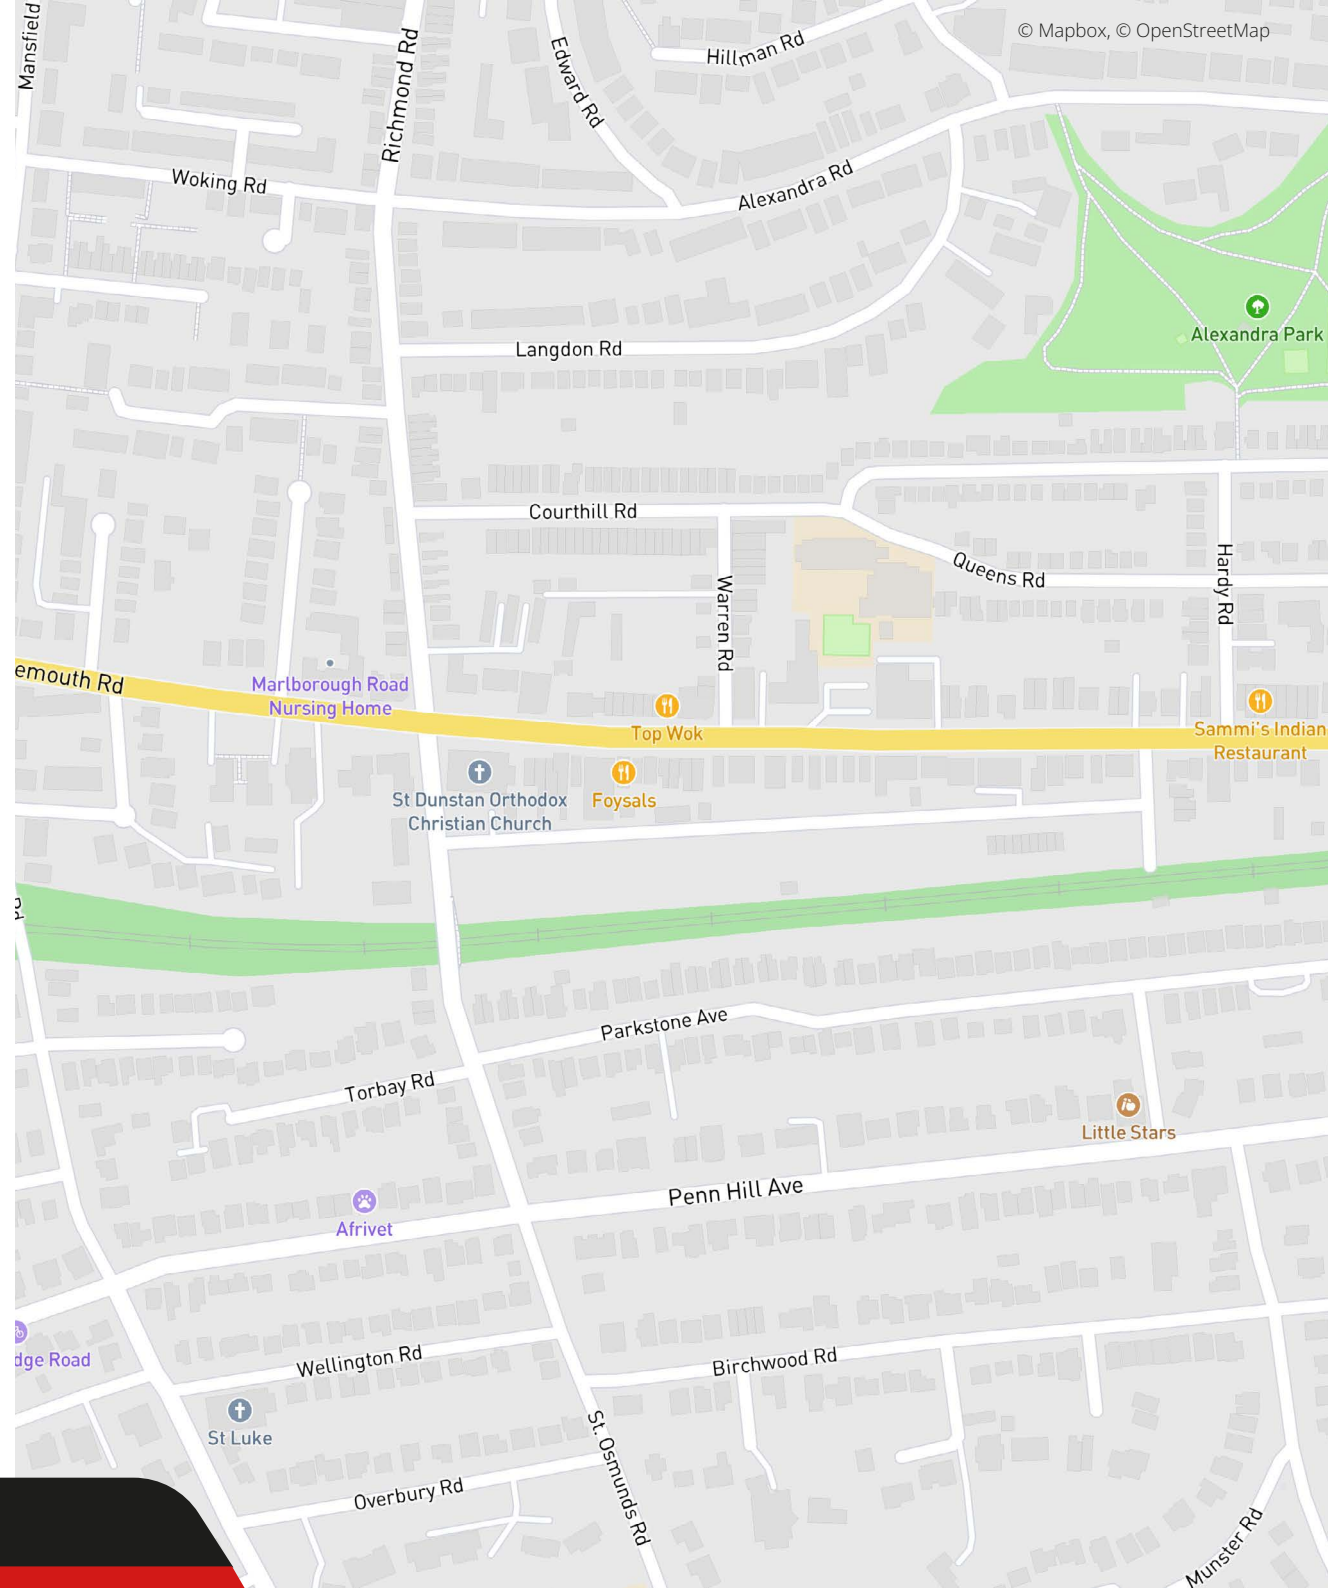 © Mapbox, © OpenStreetMap
Mansfield
Richmond Rd
Edward Rd
Hillman Rd
Woking Rd
Alexandra Rd
Alexandra Park
Langdon Rd
Courthill Rd
Queens Rd
Hardy Rd
Warren Rd
emouth Rd
Marlborough Road
Nursing Home
Top Wok
Sammi's Indian
Restaurant
St Dunstan Orthodox
Christian Church
Foysals
Rd
Parkstone Ave
Torbay Rd
Little Stars
Penn Hill Ave
Afrivet
dge Road
Wellington Rd
Birchwood Rd
St Luke
St. Osmunds Rd
Overbury Rd
Munster Rd